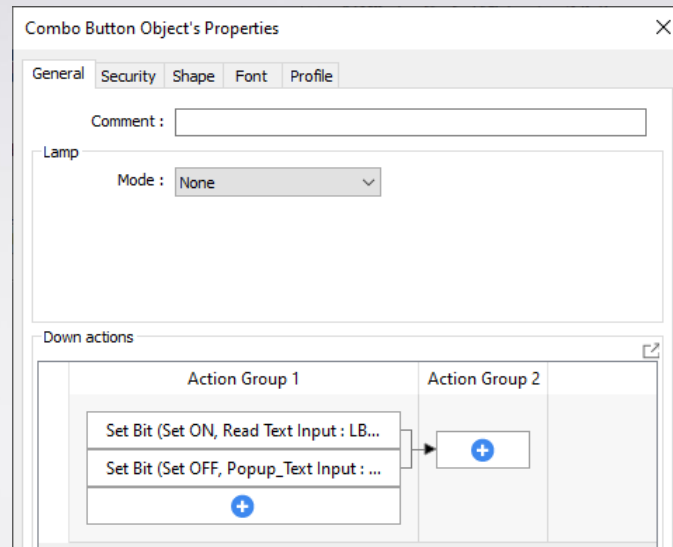 Combo Button Object's Properties
General Security Shape Font Profile
Comment :
Lamp
Mode : None
Down actions
Action Group 1 Action Group 2
Set Bit (Set ON, Read Text Input : LB...
Set Bit (Set OFF, Popup_Text Input : ...